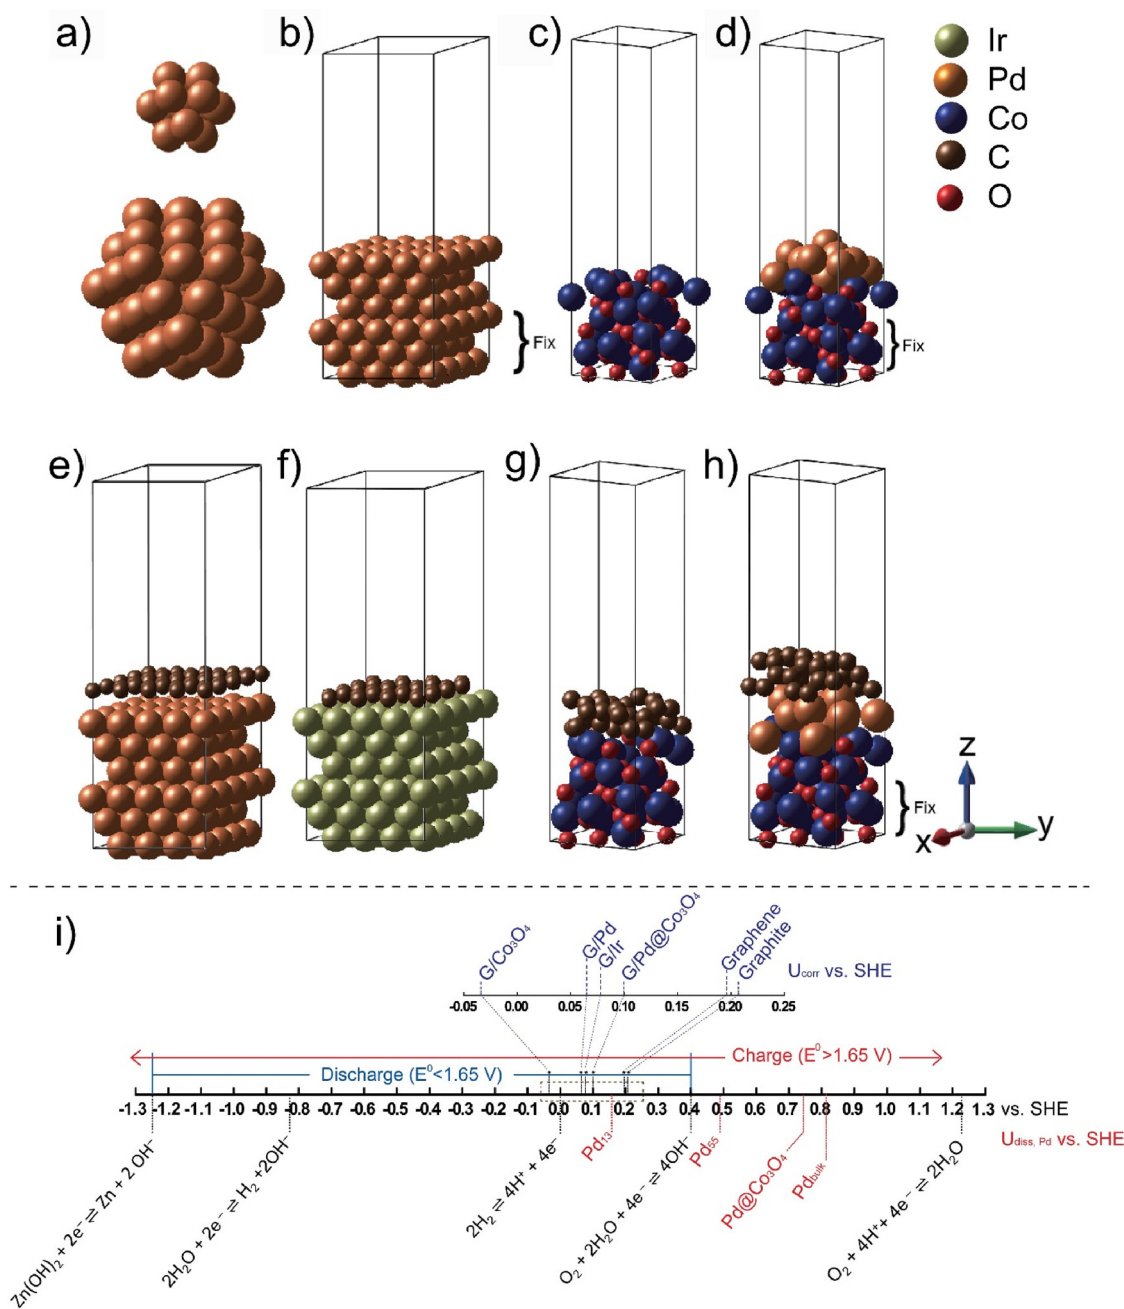 a)
b)
c)
d)
Ir
Pd
Co
C
O
Fix
Fix
e)
f)
g)
h)
Fix
z
y
x
i)
G/Co₃O₄
G/Pd
G/Ir
G/Pd@Co₃O₄
Graphene
Graphite
U_corr vs. SHE
-0.05 0.00 0.05 0.10 0.15 0.20 0.25
Charge (E⁰>1.65 V)
Discharge (E⁰<1.65 V)
-1.3 -1.2 -1.1 -1.0 -0.9 -0.8 -0.7 -0.6 -0.5 -0.4 -0.3 -0.2 -0.1 0.0 0.1 0.2 0.3 0.4 0.5 0.6 0.7 0.8 0.9 1.0 1.1 1.2 1.3 vs. SHE
U_diss, Pd vs. SHE
Zn(OH)₂ + 2e⁻ ⇌ Zn + 2 OH⁻
2H₂O + 2e⁻ ⇌ H₂ +2OH⁻
2H₂ ⇌ 4H⁺ + 4e⁻
Pd₁₃
O₂ + 2H₂O + 4e⁻ ⇌ 4OH⁻
Pd₅₅
Pd@Co₃O₄
Pd_bulk
O₂ + 4H⁺+ 4e⁻ ⇌ 2H₂O